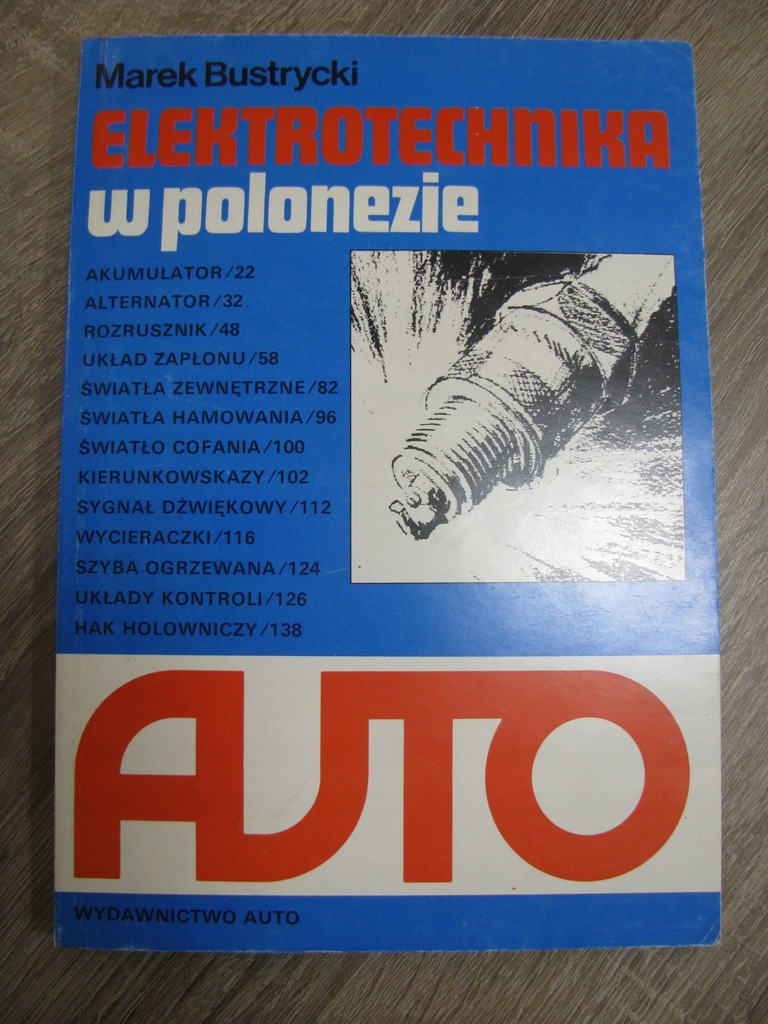 Marek Bustrycki
ELEKTROTECHNIKA
w polonezie
AKUMULATOR/22
ALTERNATOR/32
ROZRUSZNIK/48
UKŁAD ZAPŁONU/58
ŚWIATŁA ZEWNĘTRZNE/82
ŚWIATŁA HAMOWANIA/96
ŚWIATŁO COFANIA/100
KIERUNKOWSKAZY/102
SYGNAŁ DŹWIĘKOWY/112
WYCIERACZKI/116
SZYBA OGRZEWANA/124
UKŁADY KONTROLI/126
HAK HOLOWNICZY/138
AUTO
WYDAWNICTWO AUTO